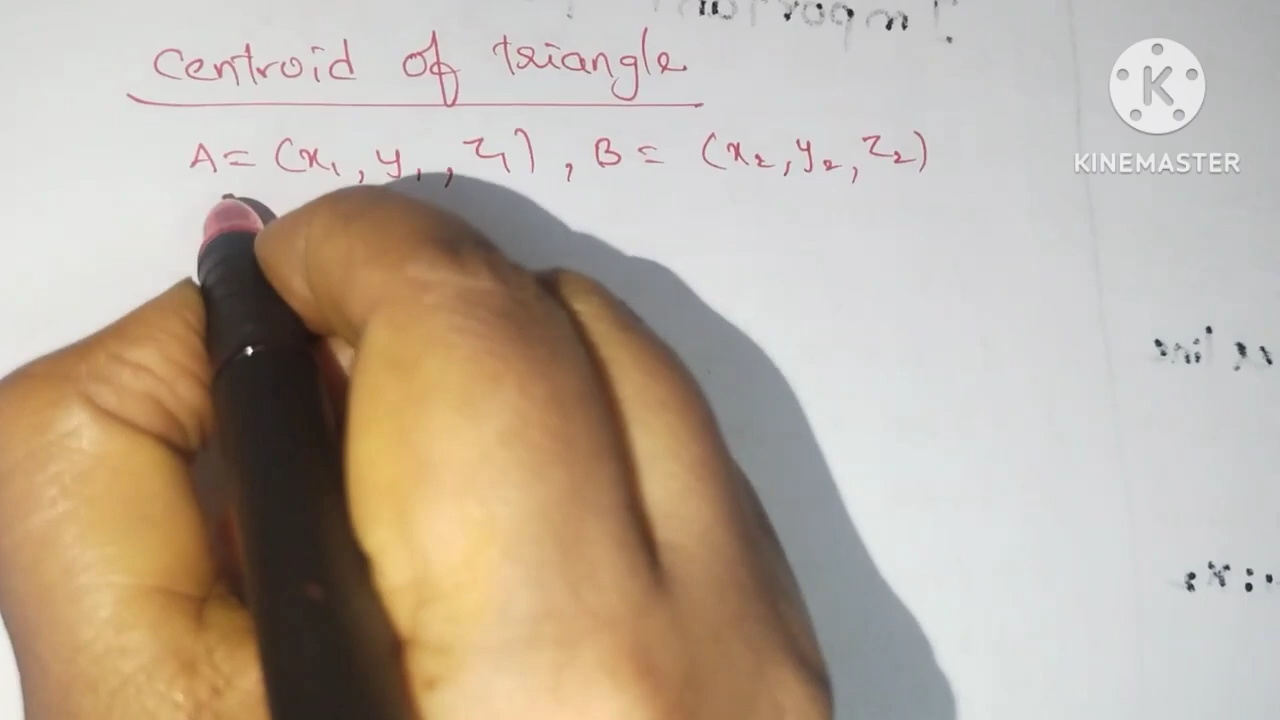 Centroid of triangle
A = (x₁, y₁, z₁), B = (x₂, y₂, z₂)
KINEMASTER